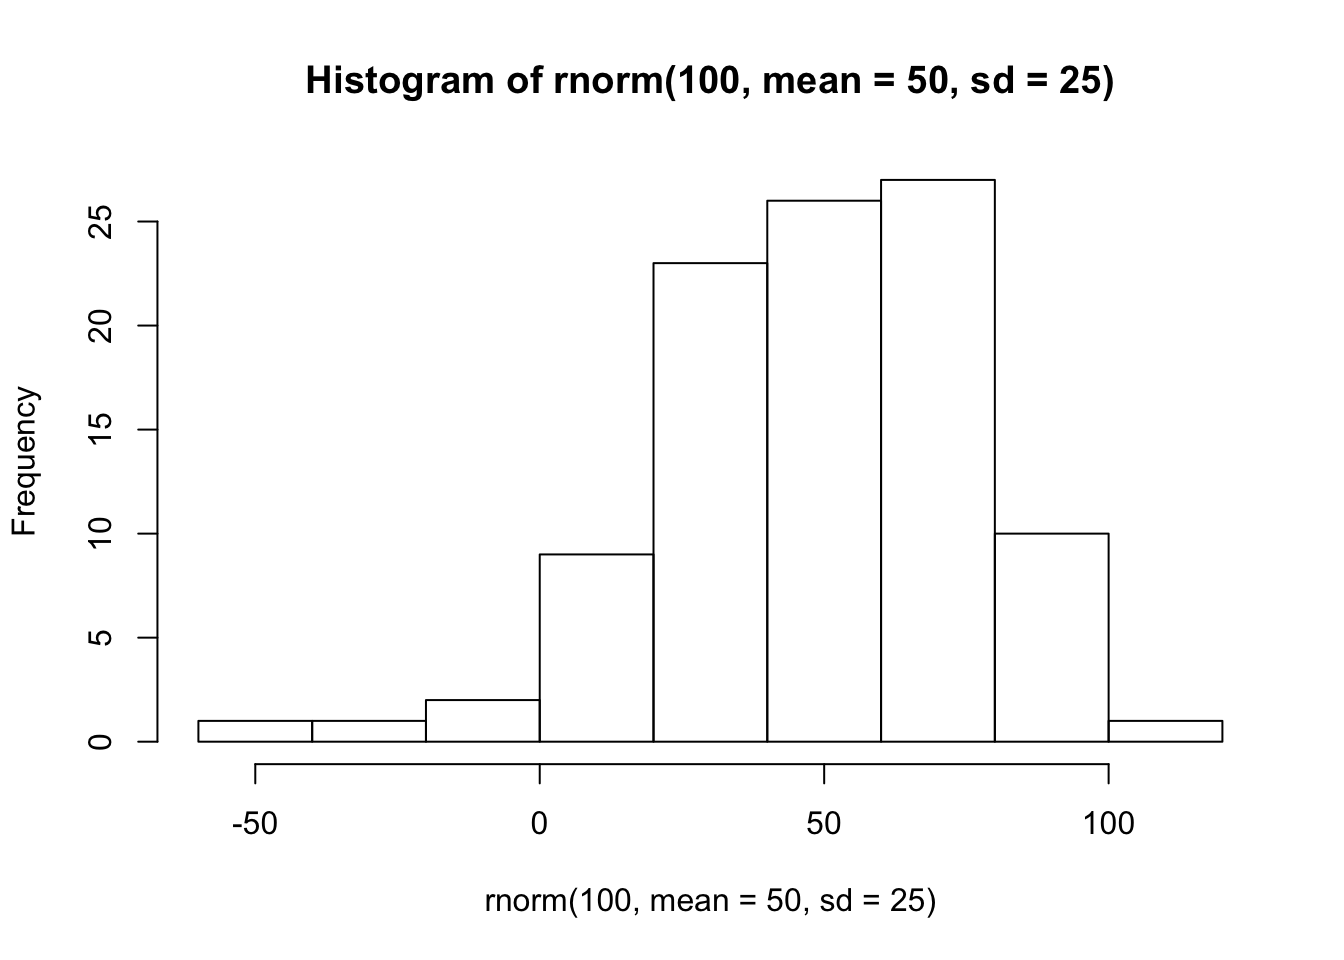 Histogram of rnorm(100, mean = 50, sd = 25)
Frequency
25
20
15
10
5
0
-50 0 50 100
rnorm(100, mean = 50, sd = 25)